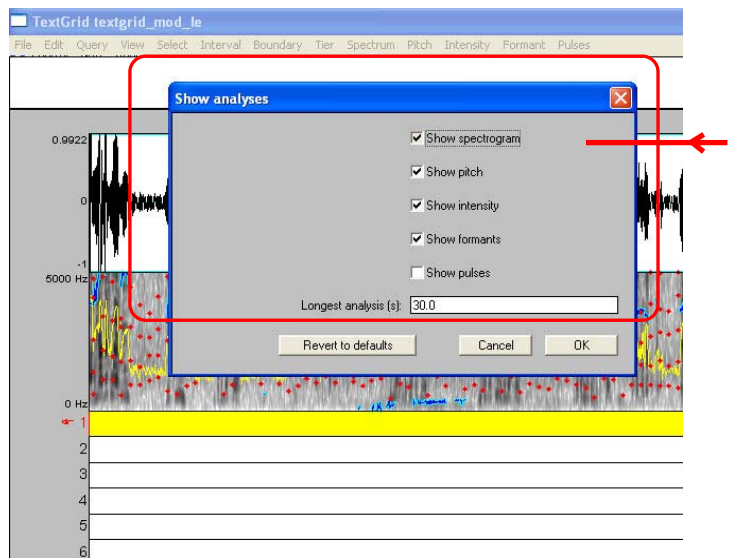 TextGrid textgrid_mod_le
File Edit Query View Select Interval Boundary Tier Spectrum Pitch Intensity Formant Pulses
Show analyses
0.9922
Show spectrogram
Show pitch
0
Show intensity
Show formants
-1
5000 Hz
Show pulses
Longest analysis (s): 30.0
Revert to defaults Cancel OK
0 Hz
1
2
3
4
5
6